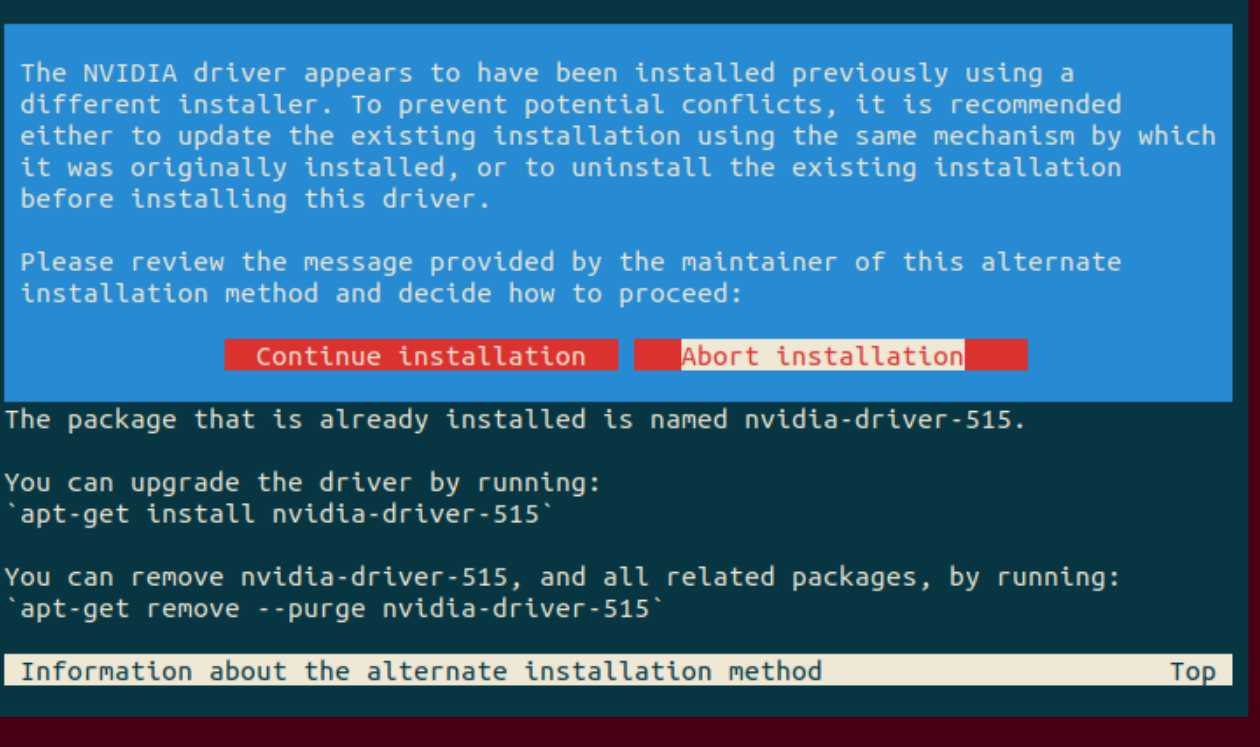 The NVIDIA driver appears to have been installed previously using a
different installer. To prevent potential conflicts, it is recommended
either to update the existing installation using the same mechanism by which
it was originally installed, or to uninstall the existing installation
before installing this driver.
Please review the message provided by the maintainer of this alternate
installation method and decide how to proceed:
Continue installation Abort installation
The package that is already installed is named nvidia-driver-515.
You can upgrade the driver by running:
`apt-get install nvidia-driver-515`
You can remove nvidia-driver-515, and all related packages, by running:
`apt-get remove --purge nvidia-driver-515`
Information about the alternate installation method Top